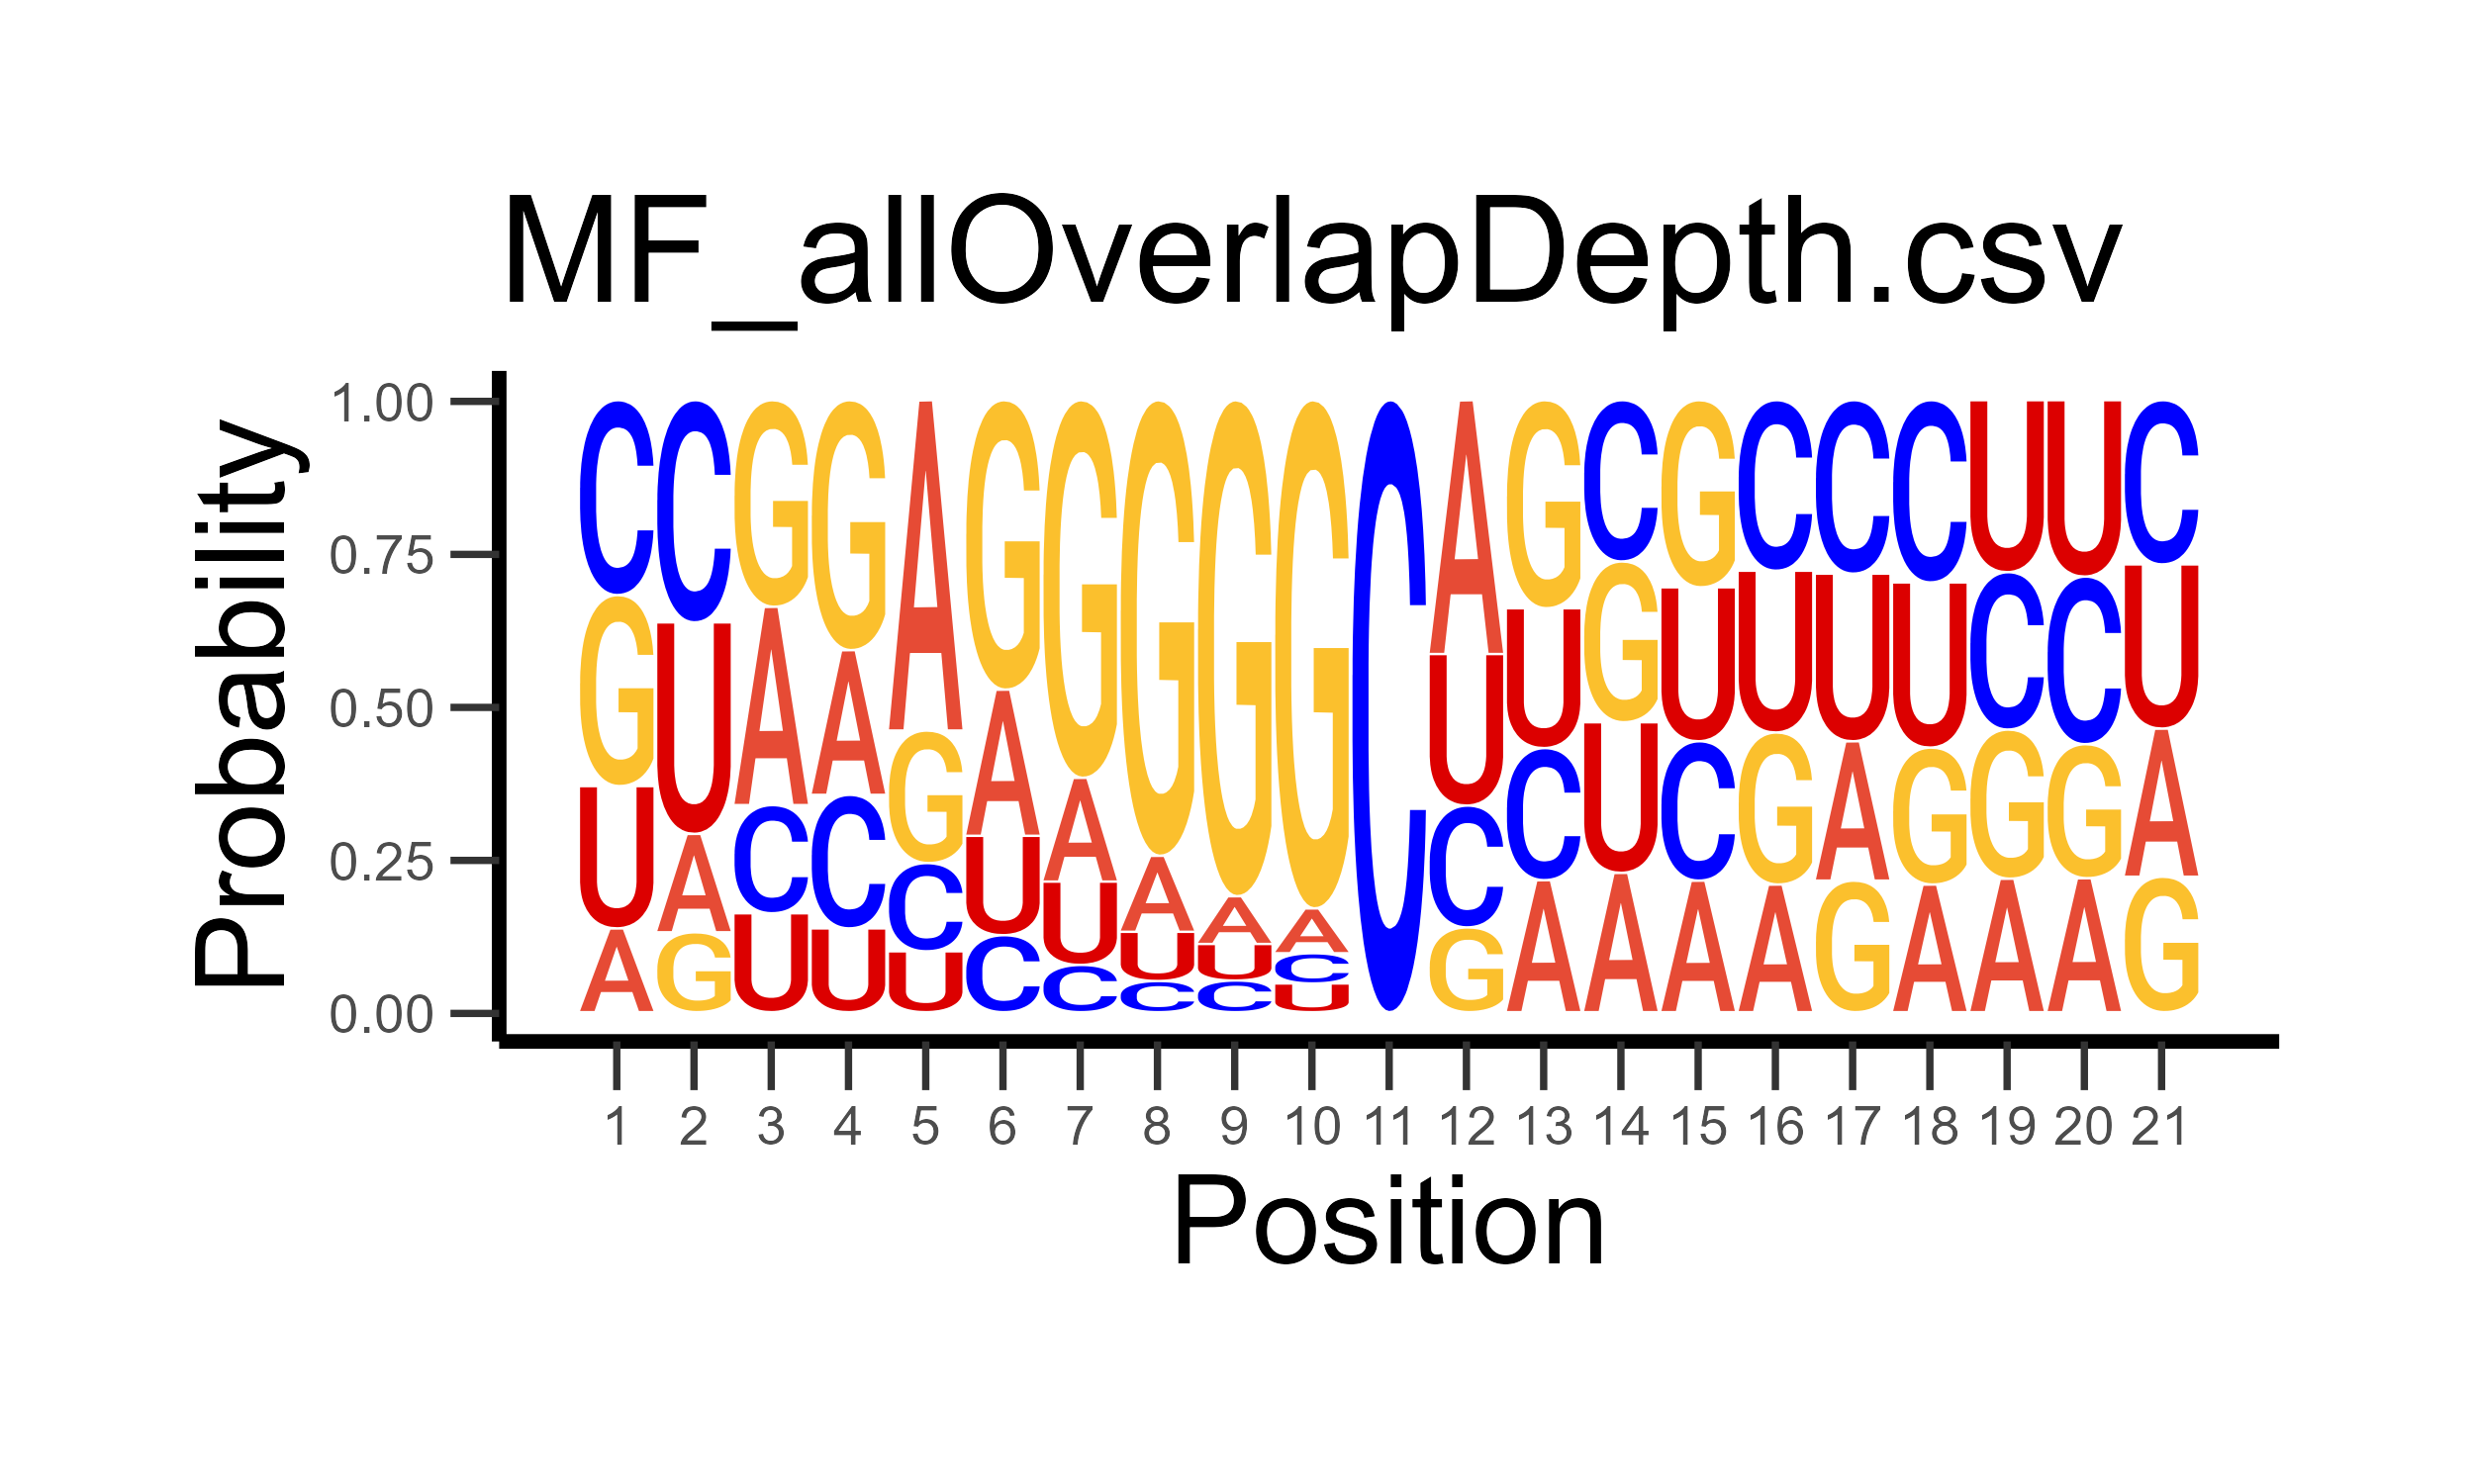 MF_allOverlapDepth.csv
Probability
1.00
0.75
0.50
0.25
0.00
C C G G A G G G G G C A G C G C C C U U C
G U A A G A A A A A U U G U U U U C C U
U A C C C U U U U C C C U C G A G G G A
A G U U U C C C C U G A A A A G A A A G
1 2 3 4 5 6 7 8 9 10 11 12 13 14 15 16 17 18 19 20 21
Position